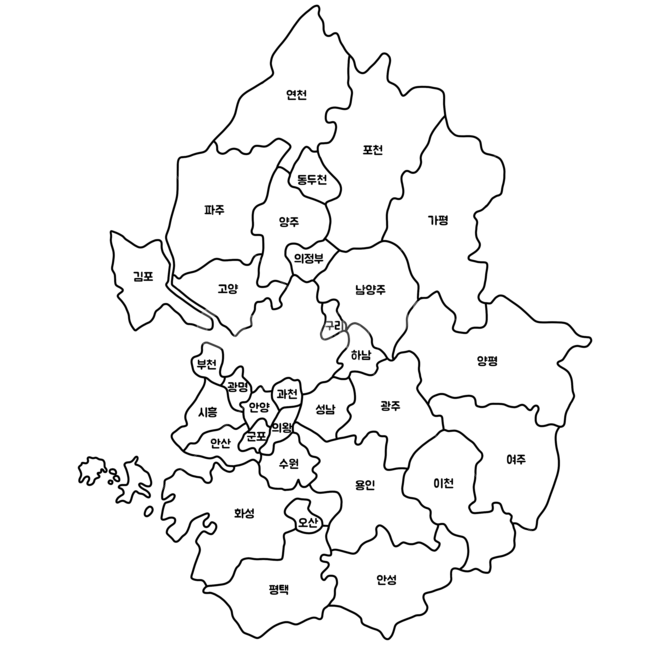 연천
포천
동두천
파주
양주
가평
의정부
김포
고양
남양주
구리
하남
부천
양평
광명
과천
안양
시흥
성남
광주
의왕
군포
안산
수원
여주
용인
이천
화성
오산
평택
안성